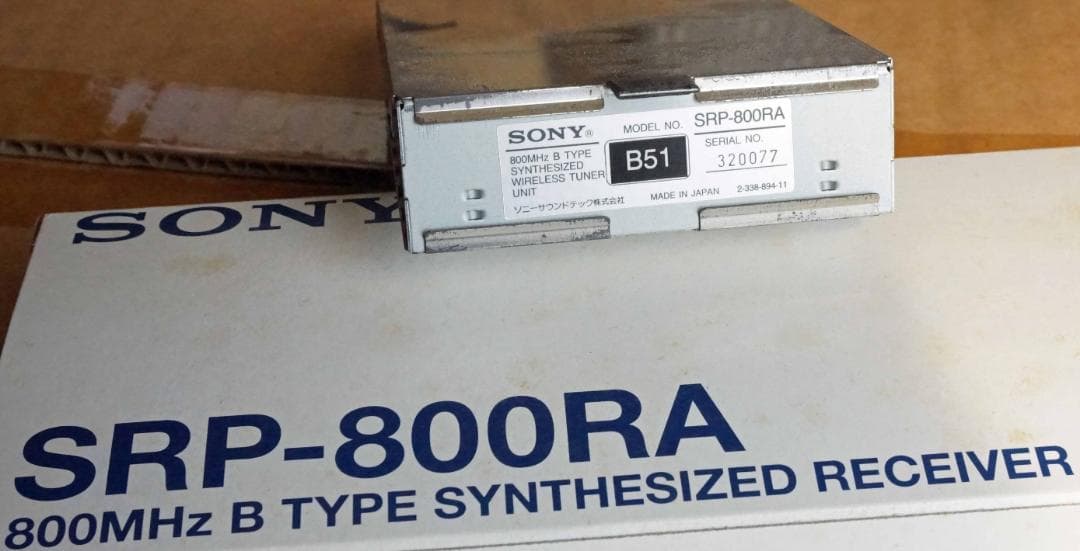 SONY®
MODEL NO. SRP-800RA
800MHz B TYPE
SYNTHESIZED
WIRELESS TUNER
UNIT
B51
SERIAL NO.
320077
ソニーサウンドテック株式会社
MADE IN JAPAN 2-338-894-11
SONY
SRP-800RA
800MHz B TYPE SYNTHESIZED RECEIVER